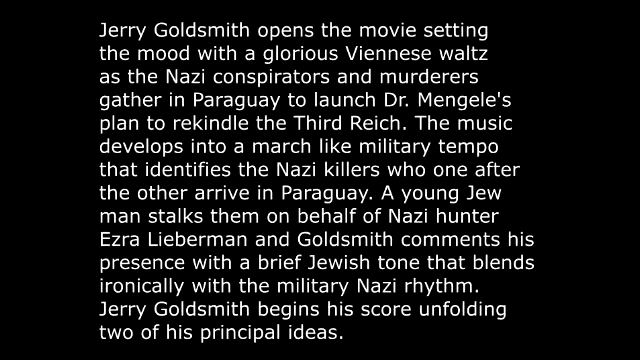 Jerry Goldsmith opens the movie setting
the mood with a glorious Viennese waltz
as the Nazi conspirators and murderers
gather in Paraguay to launch Dr. Mengele's
plan to rekindle the Third Reich. The music
develops into a march like military tempo
that identifies the Nazi killers who one after
the other arrive in Paraguay. A young Jew
man stalks them on behalf of Nazi hunter
Ezra Lieberman and Goldsmith comments his
presence with a brief Jewish tone that blends
ironically with the military Nazi rhythm.
Jerry Goldsmith begins his score unfolding
two of his principal ideas.